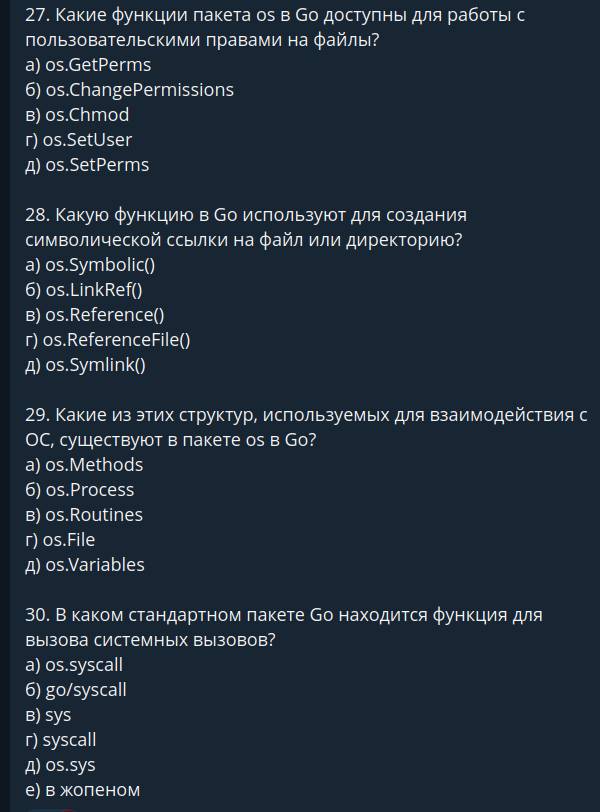 27. Какие функции пакета os в Go доступны для работы с
пользовательскими правами на файлы?
а) os.GetPerms
б) os.ChangePermissions
в) os.Chmod
г) os.SetUser
д) os.SetPerms
28. Какую функцию в Go используют для создания
символической ссылки на файл или директорию?
а) os.Symbolic()
б) os.LinkRef()
в) os.Reference()
г) os.ReferenceFile()
д) os.Symlink()
29. Какие из этих структур, используемых для взаимодействия с
ОС, существуют в пакете os в Go?
а) os.Methods
б) os.Process
в) os.Routines
г) os.File
д) os.Variables
30. В каком стандартном пакете Go находится функция для
вызова системных вызовов?
а) os.syscall
б) go/syscall
в) sys
г) syscall
д) os.sys
е) в жопеном